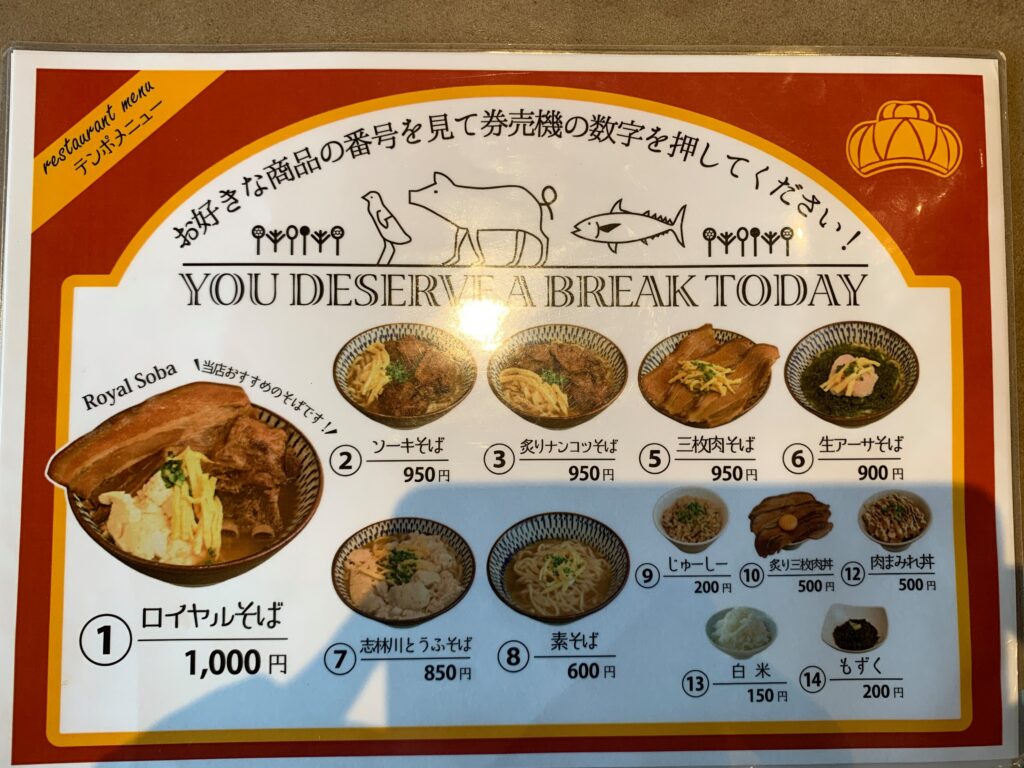 restaurant menu
テンポメニュー
お好きな商品の番号を見て券売機の数字を押してください！
YOU DESERVE A BREAK TODAY
Royal Soba
当店おすすめのそばです！
① ロイヤルそば
1,000円
② ソーキそば
950円
③ 炙りナンコツそば
950円
⑤ 三枚肉そば
950円
⑥ 生アーサそば
900円
⑦ 志林川とうふそば
850円
⑧ 素そば
600円
⑨ じゅーしー
200円
⑩ 炙り三枚肉丼
500円
⑫ 肉まみれ丼
500円
⑬ 白米
150円
⑭ もずく
200円